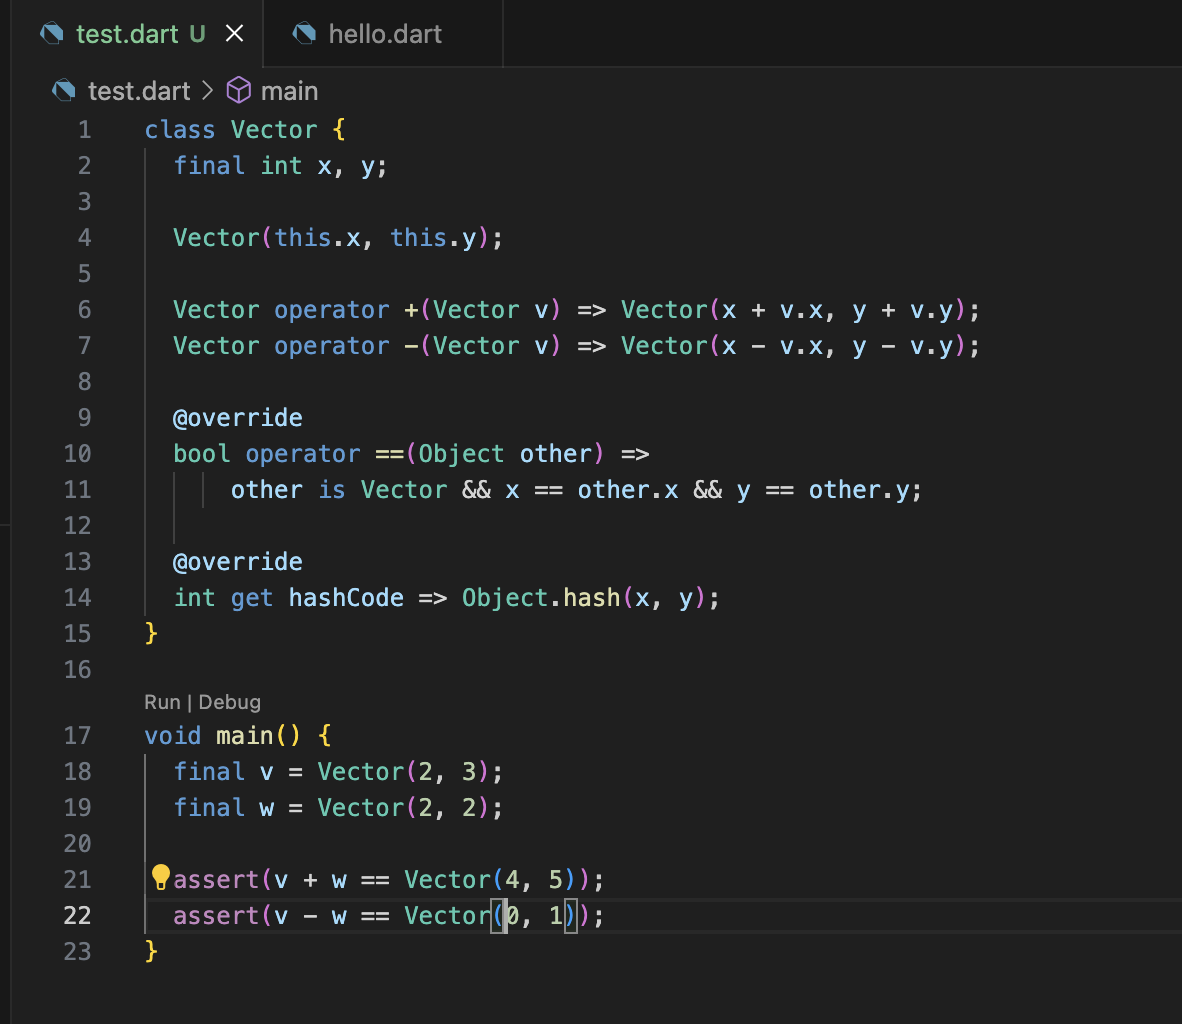 test.dart U
hello.dart
test.dart > main
1 class Vector {
2   final int x, y;
3
4   Vector(this.x, this.y);
5
6   Vector operator +(Vector v) => Vector(x + v.x, y + v.y);
7   Vector operator -(Vector v) => Vector(x - v.x, y - v.y);
8
9   @override
10   bool operator ==(Object other) =>
11       other is Vector && x == other.x && y == other.y;
12
13   @override
14   int get hashCode => Object.hash(x, y);
15 }
16
Run | Debug
17 void main() {
18   final v = Vector(2, 3);
19   final w = Vector(2, 2);
20
21   assert(v + w == Vector(4, 5));
22   assert(v - w == Vector(0, 1));
23 }